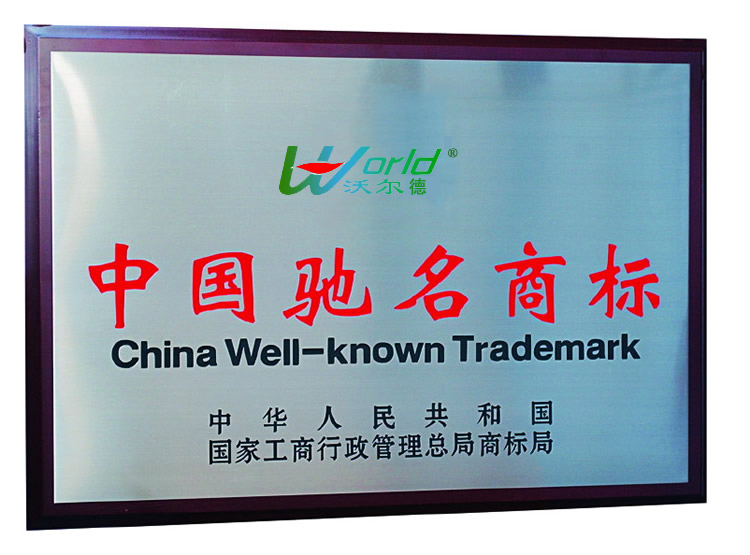 World®
沃尔德
中国驰名商标
China Well-known Trademark
中华人民共和国
国家工商行政管理总局商标局